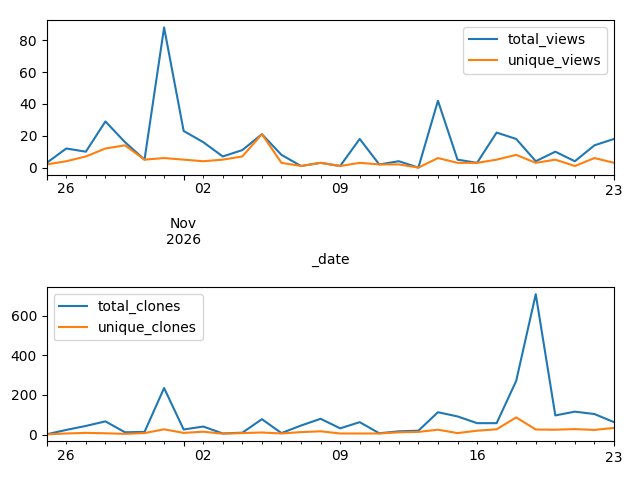 80
60
40
20
0
total_views
unique_views
26 02 09 16 23
Nov
2026
_date
600
400
200
0
total_clones
unique_clones
26 02 09 16 23